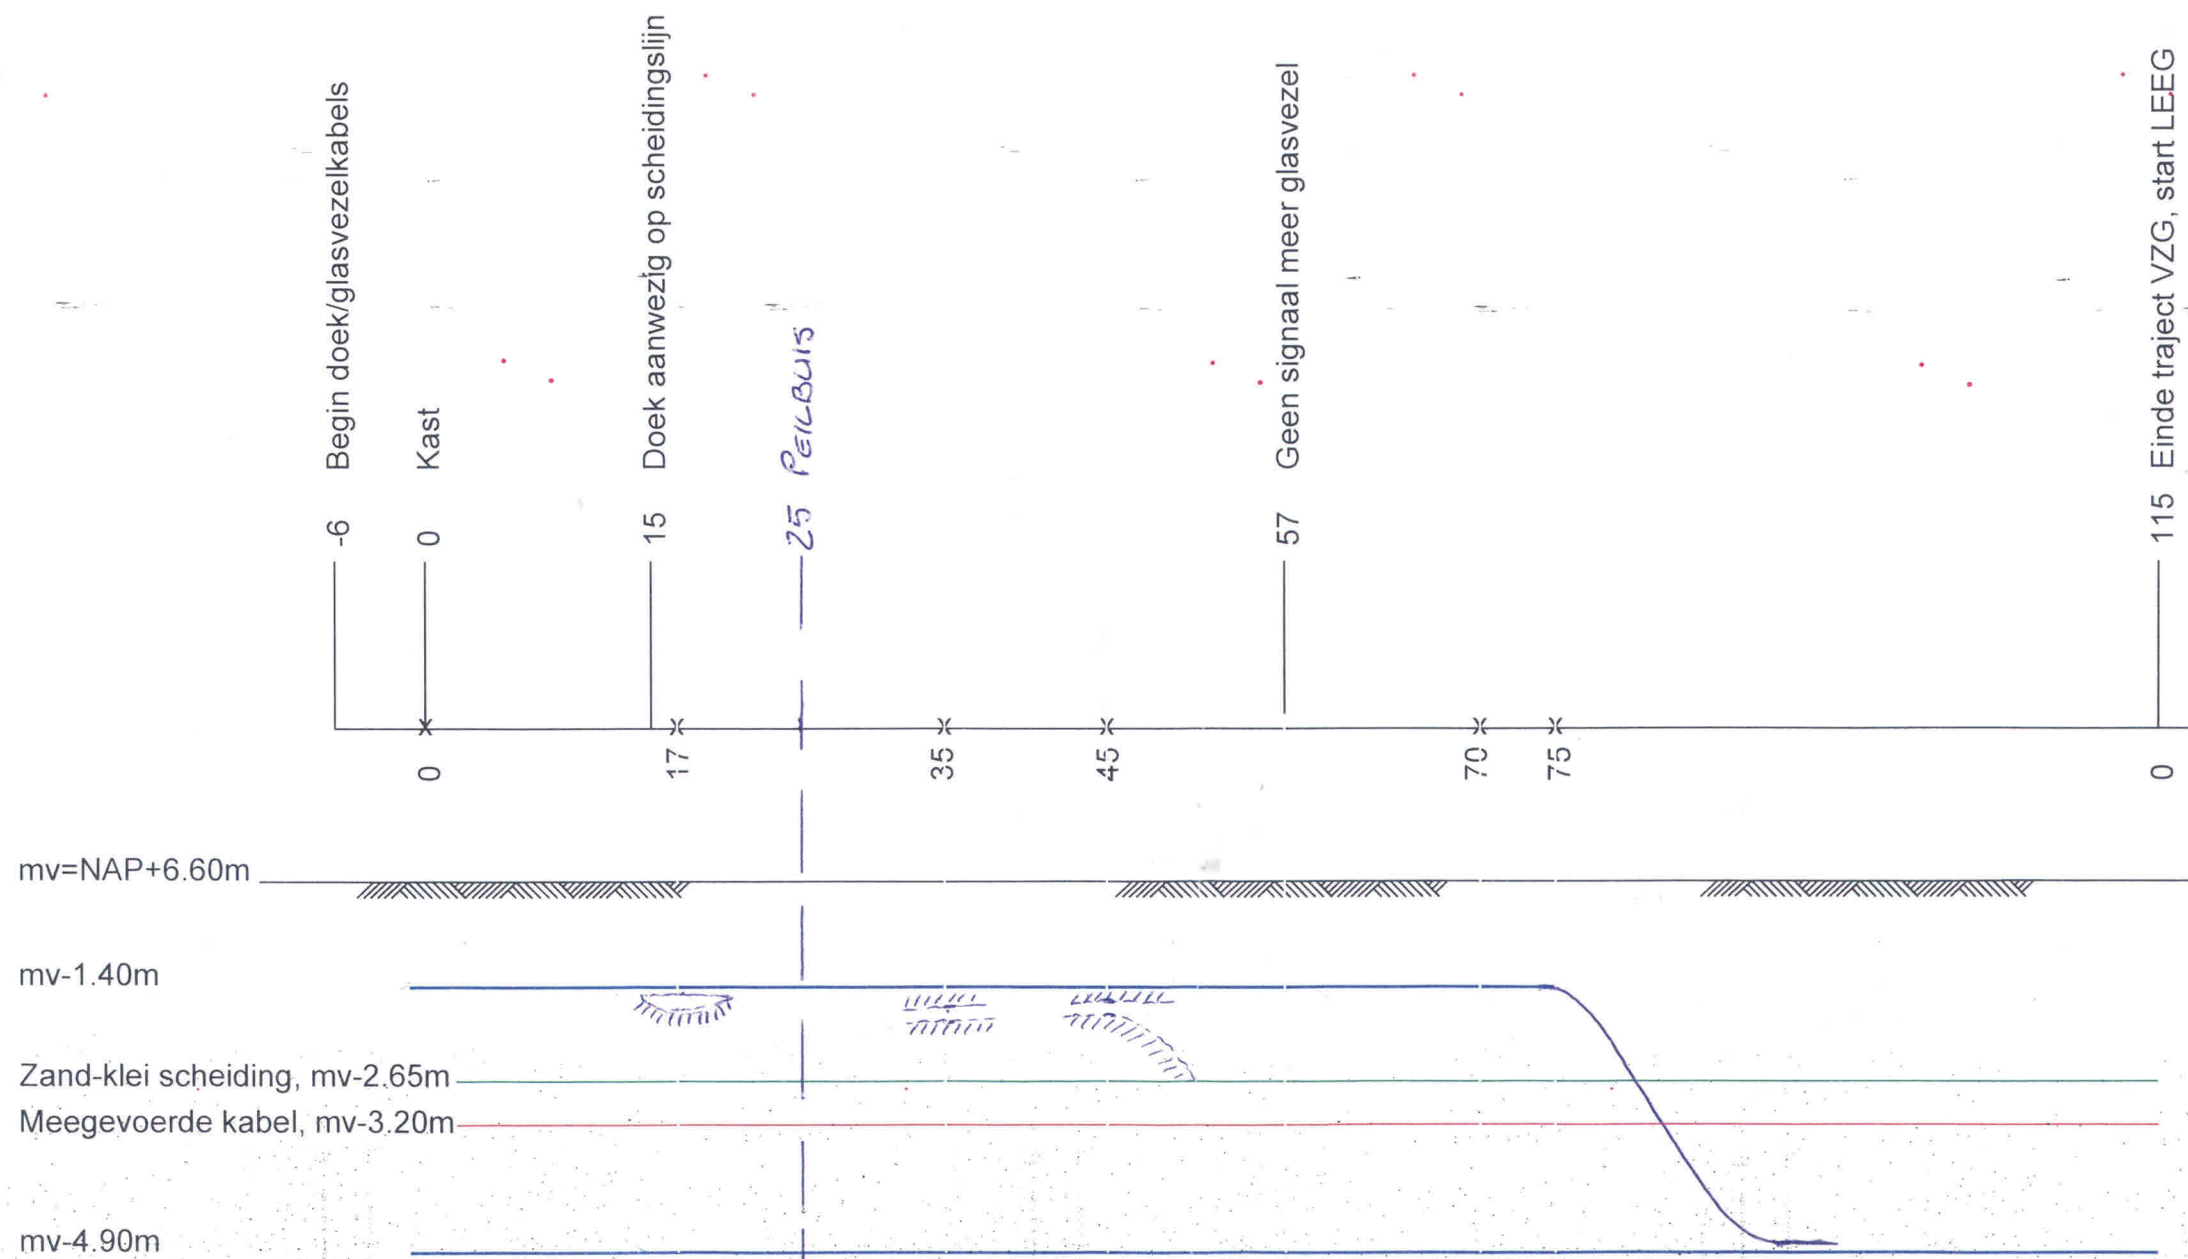 -6 Begin doek/glasvezelkabels
0 Kast
15 Doek aanwezig op scheidingslijn
25 PEILBUIS
57 Geen signaal meer glasvezel
115 Einde traject VZG, start LEEG
0
17
35
45
70
75
0
mv=NAP+6.60m
mv-1.40m
Zand-klei scheiding, mv-2.65m
Meegevoerde kabel, mv-3.20m
mv-4.90m